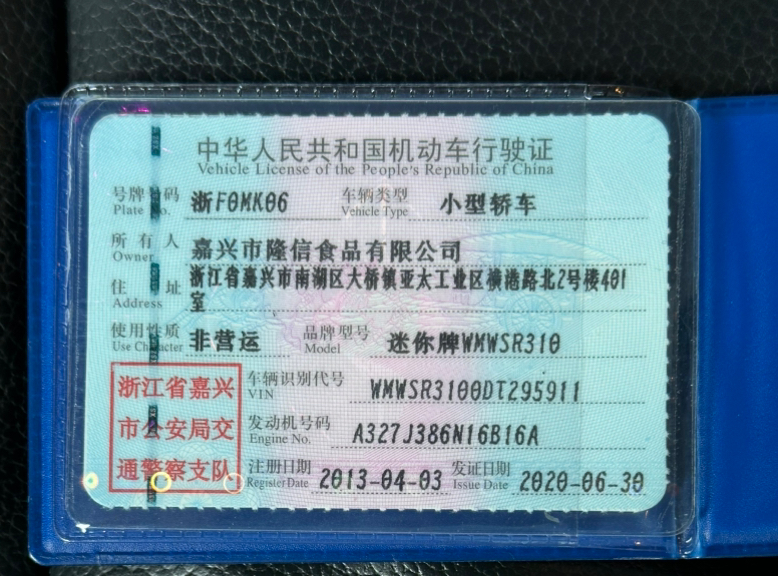 中华人民共和国机动车行驶证
Vehicle License of the People's Republic of China
号牌号码 浙F0MK06 车辆类型 小型轿车
Plate No. Vehicle Type
所有人 嘉兴市隆信食品有限公司
Owner
住址 浙江省嘉兴市南湖区大桥镇亚太工业区横港路北2号楼401
Address 室
使用性质 非营运 品牌型号 迷你牌WMWSR310
Use Character Model
浙江省嘉兴
市公安局交
通警察支队
车辆识别代号 WMWSR3100DT295911
VIN
发动机号码 A327J386N16B16A
Engine No.
注册日期 2013-04-03 发证日期 2020-06-30
Register Date Issue Date